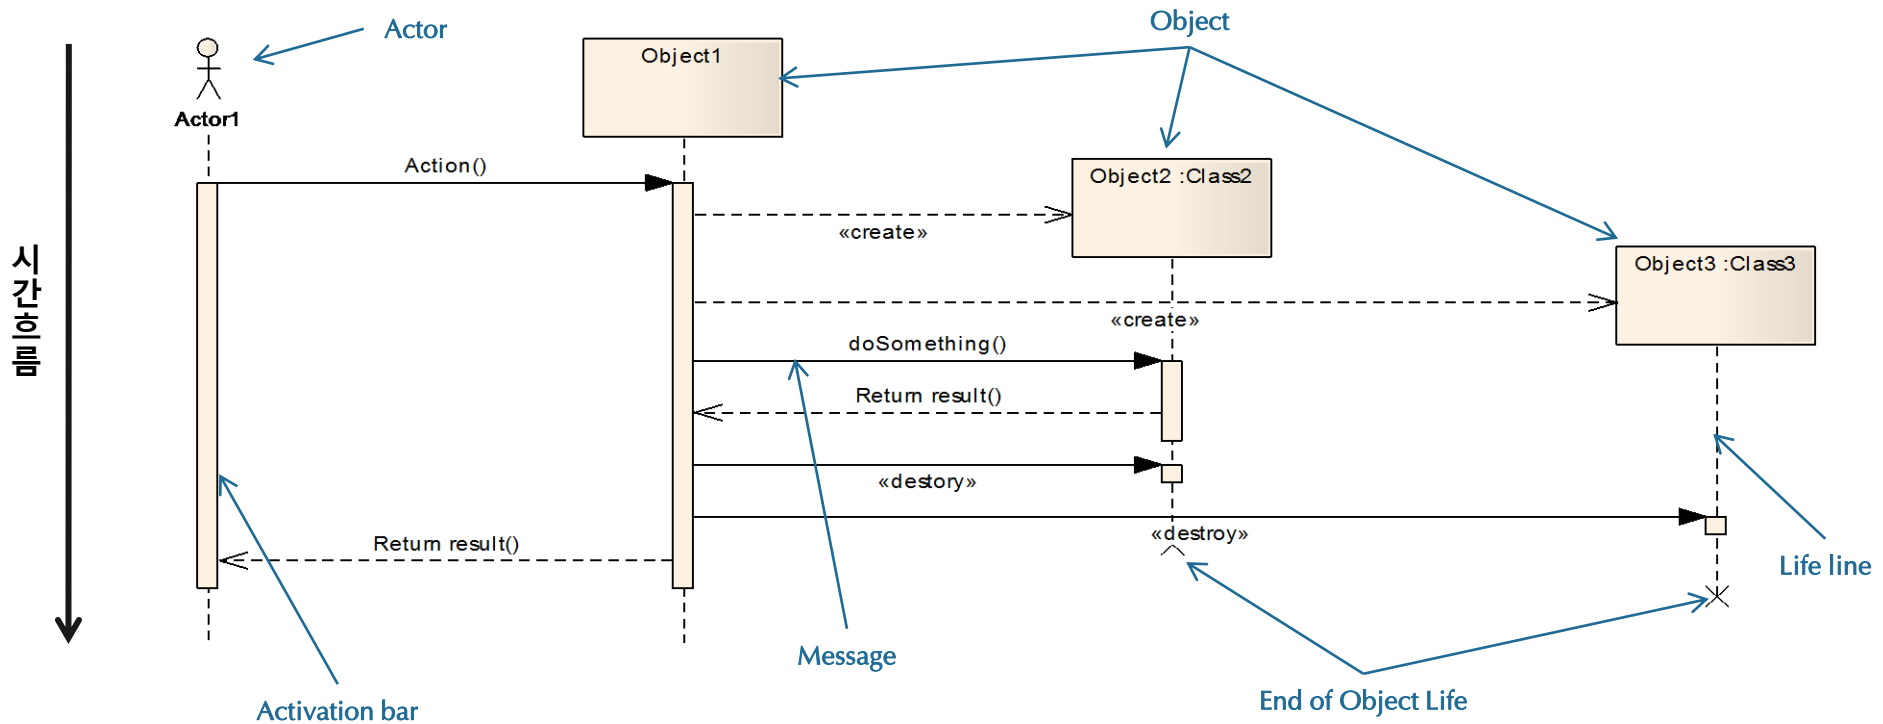 Object
Actor
Object1
Actor1
Action()
Object2 :Class2
«create»
시간흐름
Object3 :Class3
«create»
doSomething()
Return result()
«destory»
«destroy»
Return result()
Life line
Message
End of Object Life
Activation bar